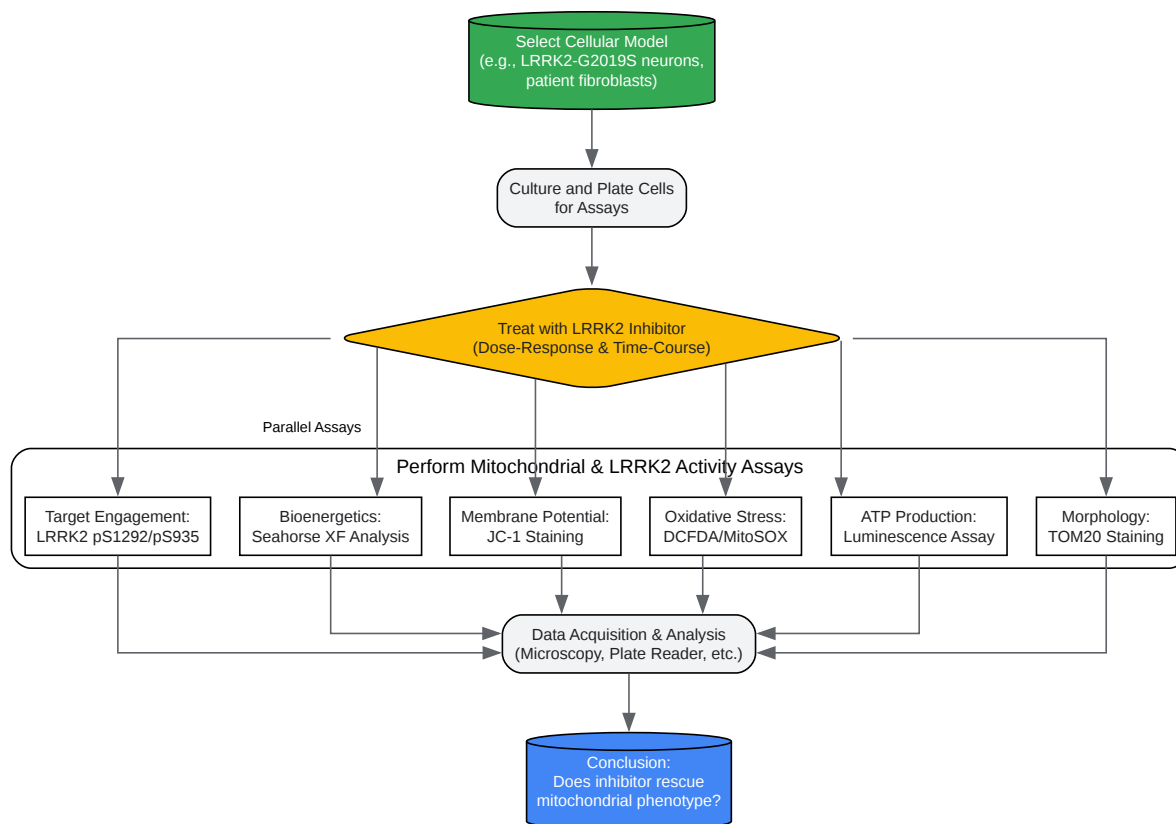 Select Cellular Model
(e.g., LRRK2-G2019S neurons,
patient fibroblasts)
Culture and Plate Cells
for Assays
Treat with LRRK2 Inhibitor
(Dose-Response & Time-Course)
Parallel Assays
Perform Mitochondrial & LRRK2 Activity Assays
Target Engagement:
LRRK2 pS1292/pS935
Bioenergetics:
Seahorse XF Analysis
Membrane Potential:
JC-1 Staining
Oxidative Stress:
DCFDA/MitoSOX
ATP Production:
Luminescence Assay
Morphology:
TOM20 Staining
Data Acquisition & Analysis
(Microscopy, Plate Reader, etc.)
Conclusion:
Does inhibitor rescue
mitochondrial phenotype?